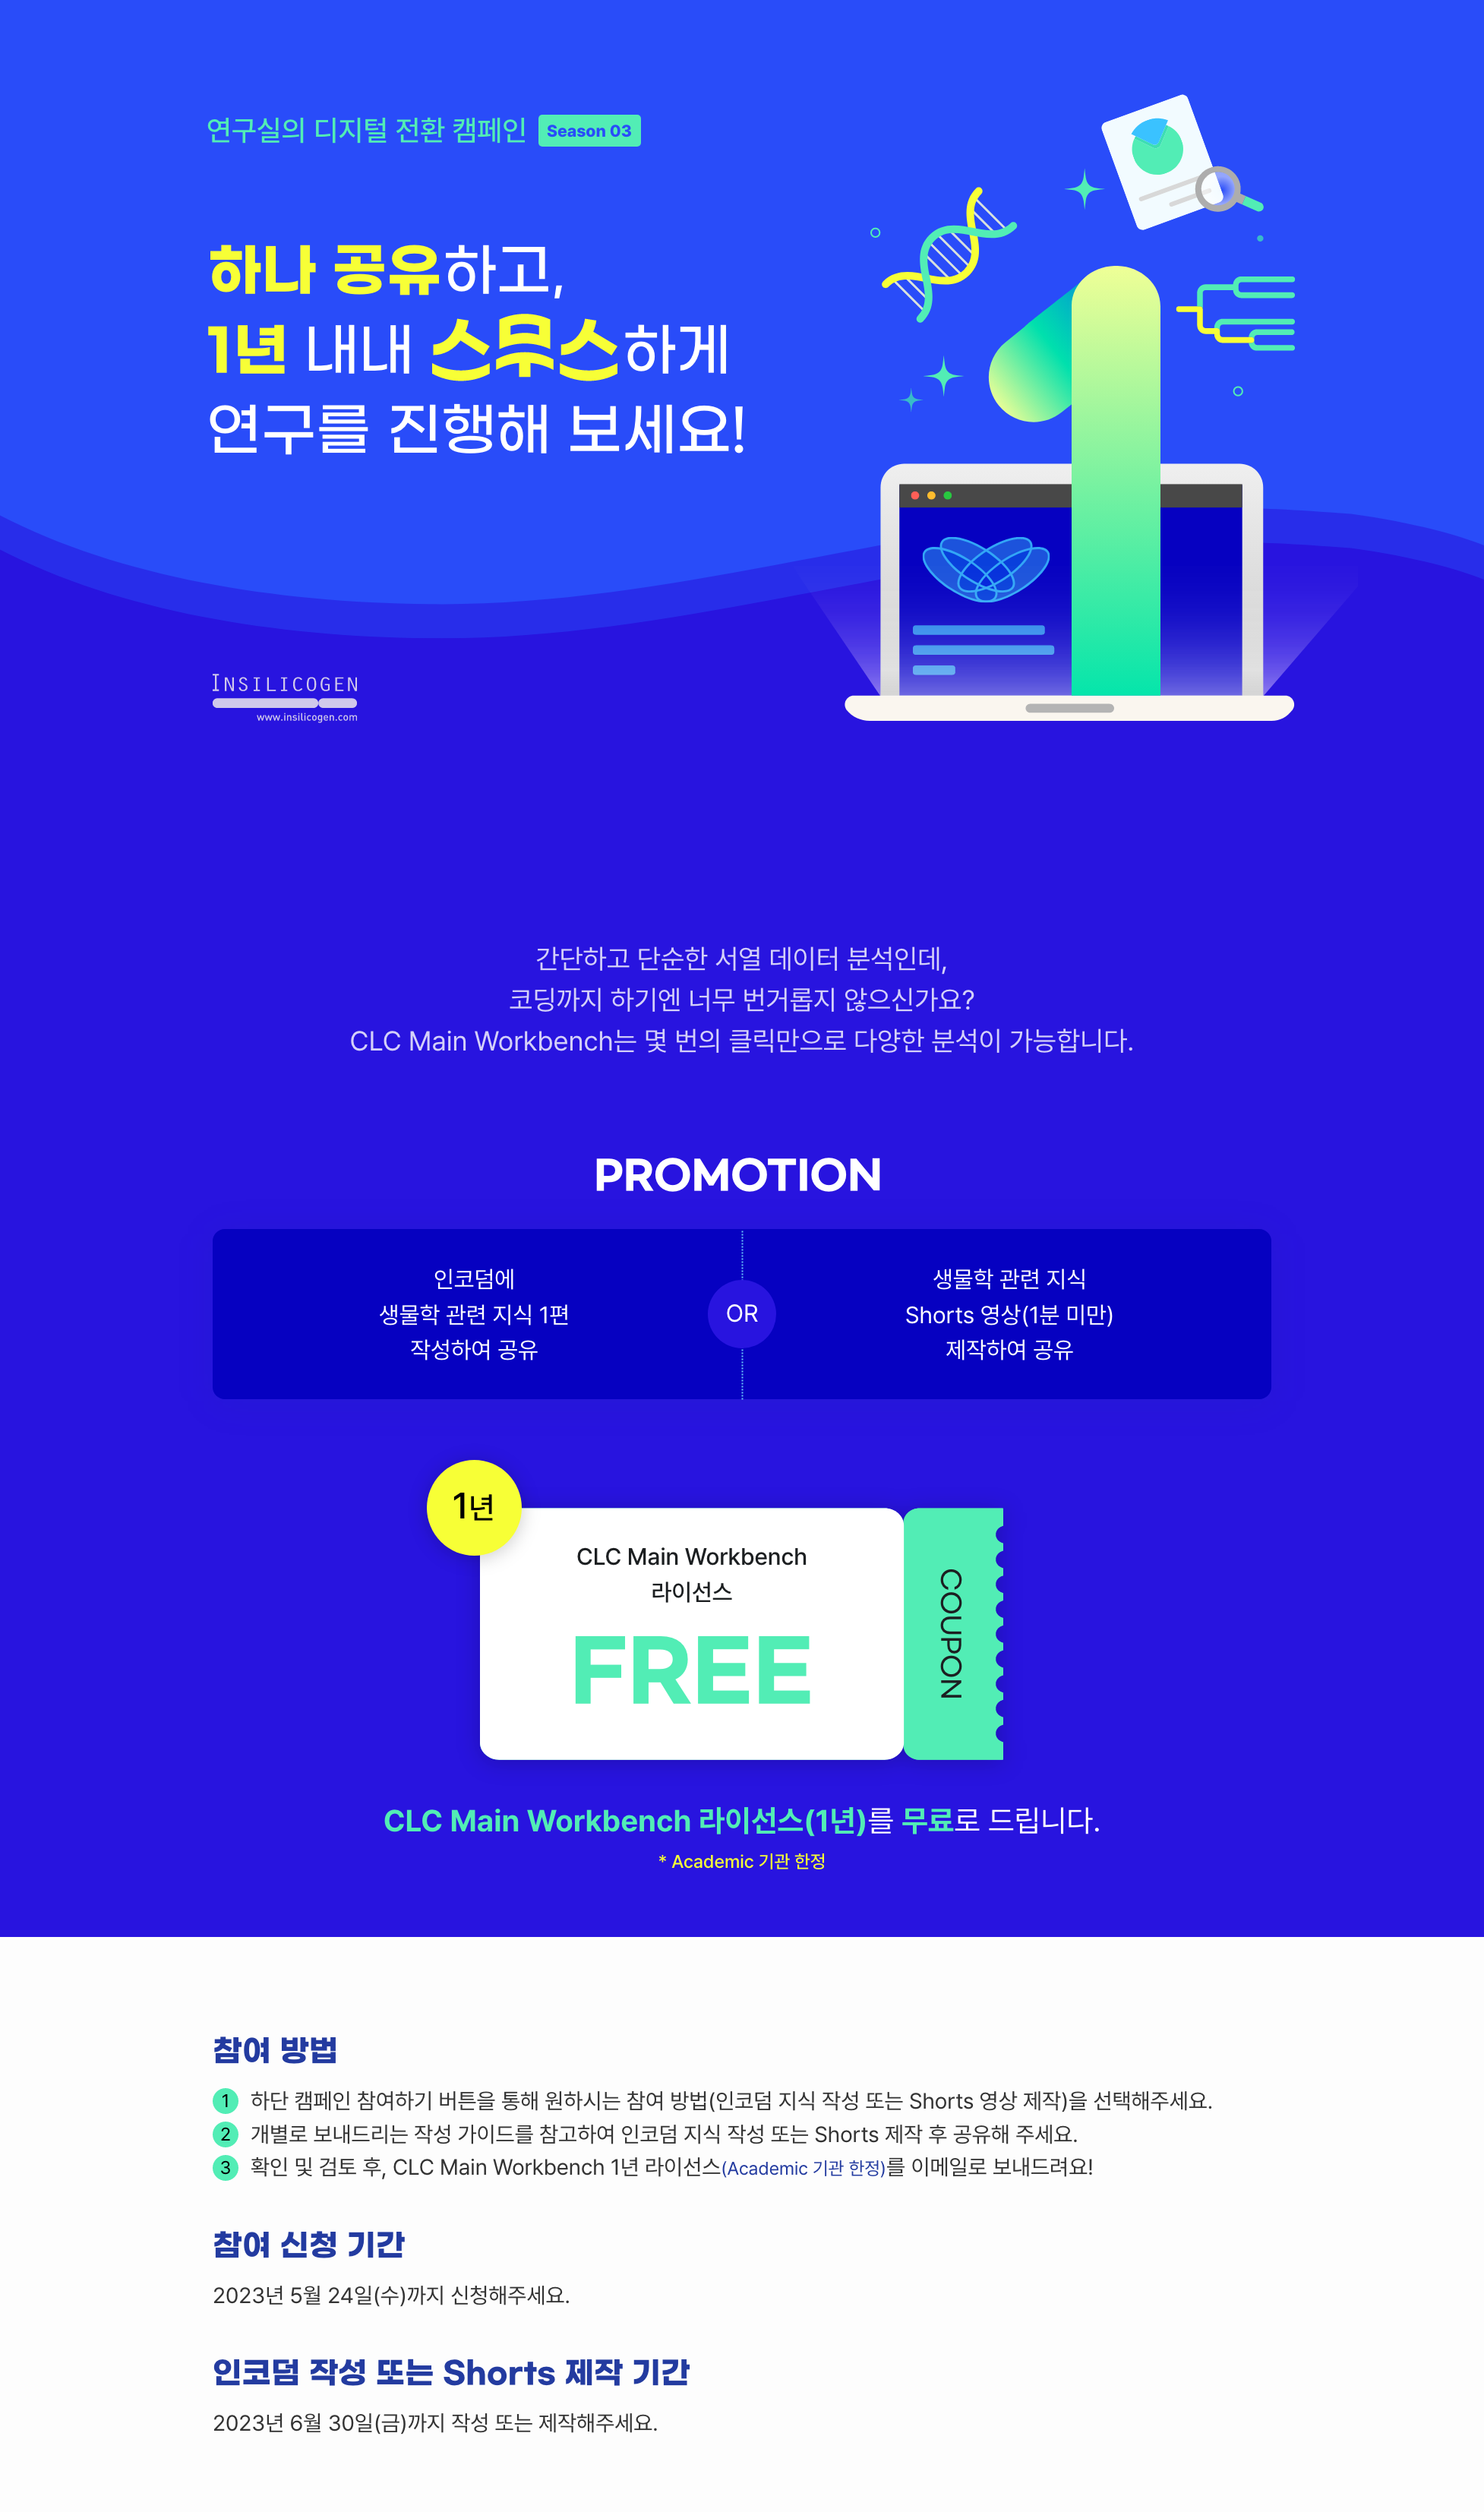 연구실의 디지털 전환 캠페인 Season 03
하나 공유하고,
1년 내내 스무스하게
연구를 진행해 보세요!
INSILICOGEN
www.insilicogen.com
간단하고 단순한 서열 데이터 분석인데,
코딩까지 하기엔 너무 번거롭지 않으신가요?
CLC Main Workbench는 몇 번의 클릭만으로 다양한 분석이 가능합니다.
PROMOTION
인코덤에
생물학 관련 지식 1편
작성하여 공유
OR
생물학 관련 지식
Shorts 영상(1분 미만)
제작하여 공유
1년
CLC Main Workbench
라이선스
FREE
COUPON
CLC Main Workbench 라이선스(1년)를 무료로 드립니다.
* Academic 기관 한정
참여 방법
1 하단 캠페인 참여하기 버튼을 통해 원하시는 참여 방법(인코덤 지식 작성 또는 Shorts 영상 제작)을 선택해주세요.
2 개별로 보내드리는 작성 가이드를 참고하여 인코덤 지식 작성 또는 Shorts 제작 후 공유해 주세요.
3 확인 및 검토 후, CLC Main Workbench 1년 라이선스(Academic 기관 한정)를 이메일로 보내드려요!
참여 신청 기간
2023년 5월 24일(수)까지 신청해주세요.
인코덤 작성 또는 Shorts 제작 기간
2023년 6월 30일(금)까지 작성 또는 제작해주세요.